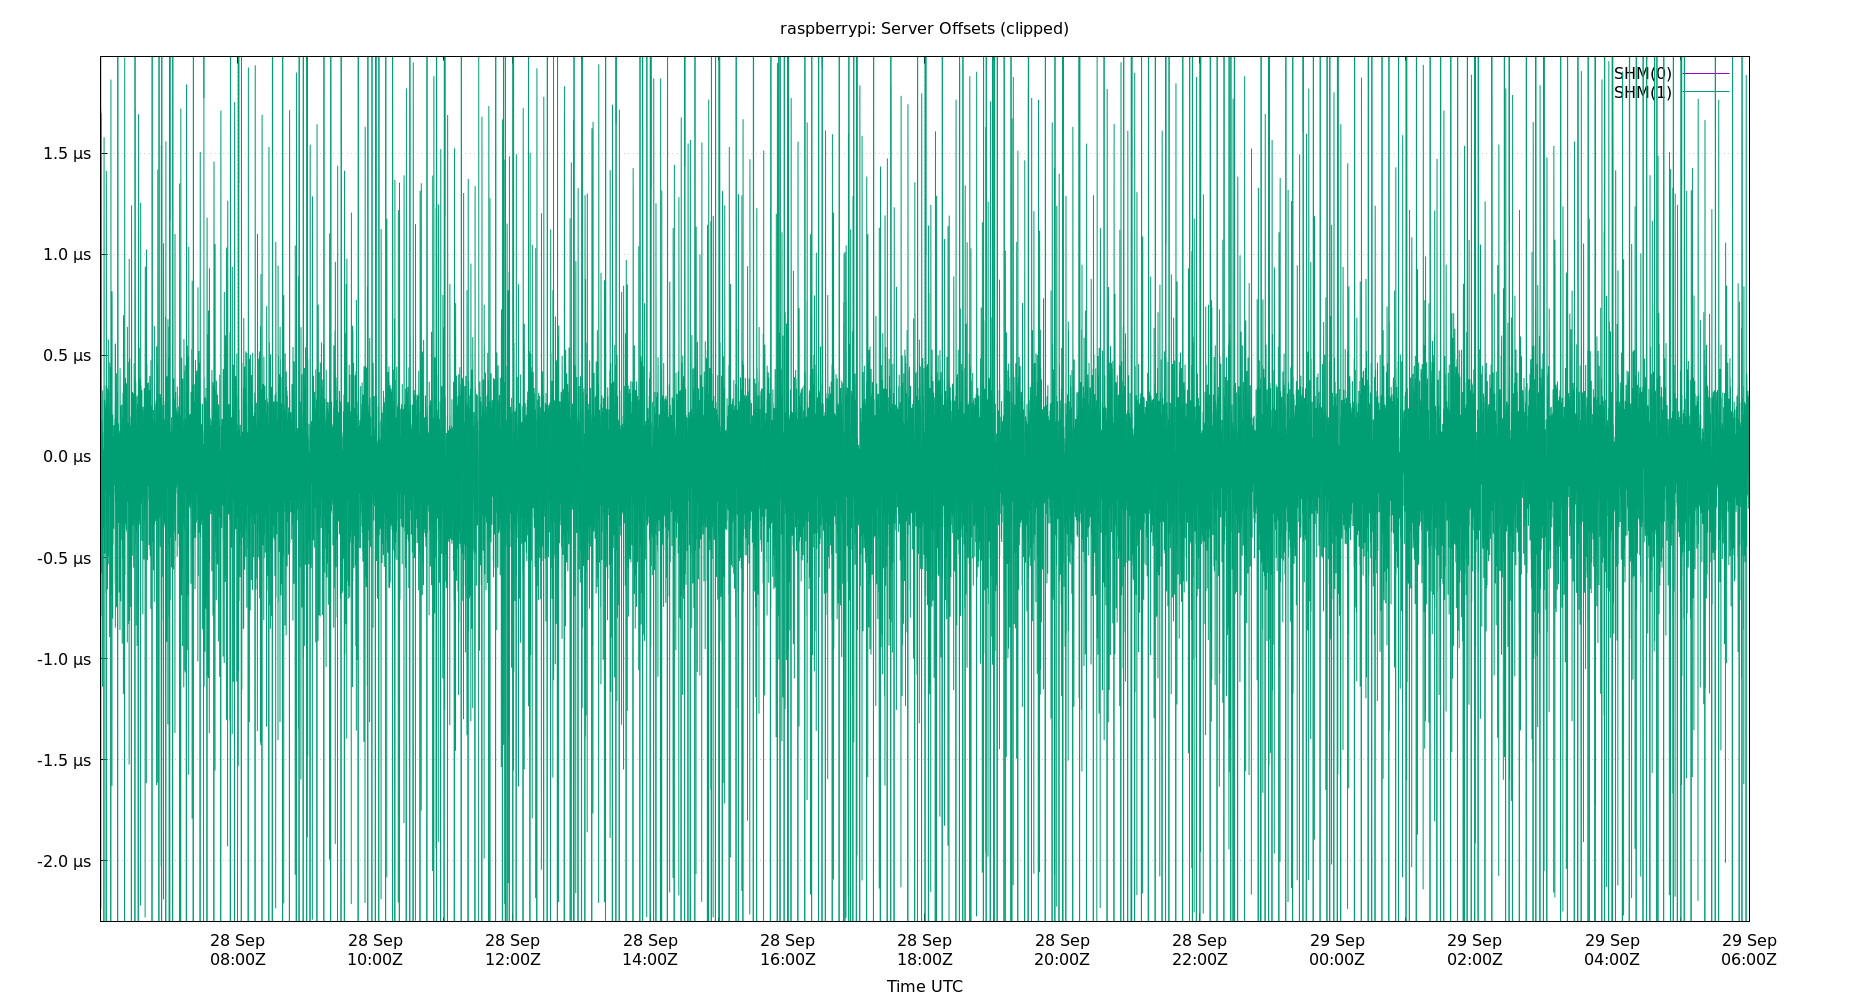 raspberrypi: Server Offsets (clipped)
SHM(0)
SHM(1)
1.5 µs
1.0 µs
0.5 µs
0.0 µs
-0.5 µs
-1.0 µs
-1.5 µs
-2.0 µs
28 Sep 28 Sep 28 Sep 28 Sep 28 Sep 28 Sep 28 Sep 28 Sep 29 Sep 29 Sep 29 Sep 29 Sep
08:00Z 10:00Z 12:00Z 14:00Z 16:00Z 18:00Z 20:00Z 22:00Z 00:00Z 02:00Z 04:00Z 06:00Z
Time UTC